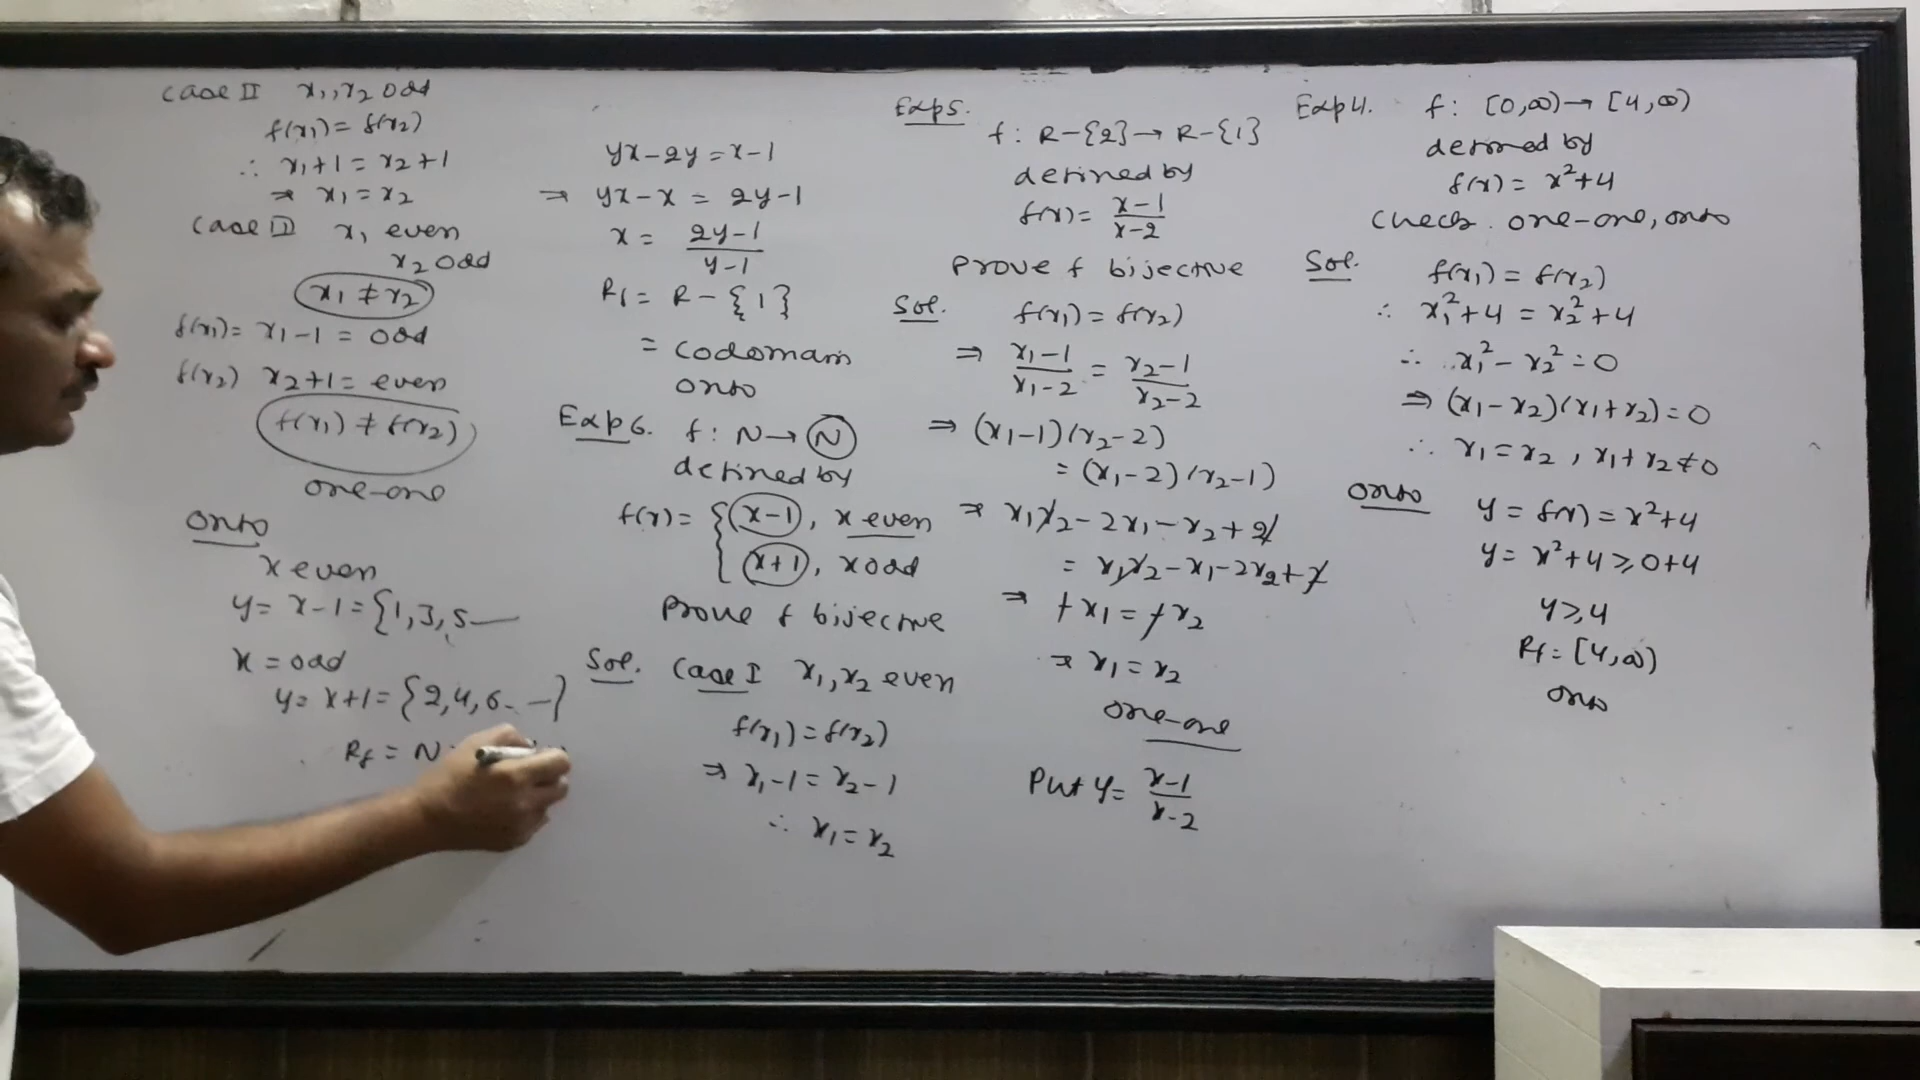 Exp 4. f: [0,∞) → [4,∞)
defined by
f(x) = x²+4
Check. one-one, onto
Sol. f(x₁) = f(x₂)
∴ x₁²+4 = x₂²+4
∴ x₁² - x₂² = 0
⇒ (x₁-x₂)(x₁+x₂) = 0
∴ x₁ = x₂, x₁+x₂ ≠ 0
onto y = f(x) = x²+4
y = x²+4 ≥ 0+4
y ≥ 4
Rf = [4,∞)
onto
Exp 5.
f: R-{2} → R-{1}
defined by
f(x) = (x-1)/(x-2)
Prove f bijective
Sol. f(x₁) = f(x₂)
⇒ (x₁-1)/(x₁-2) = (x₂-1)/(x₂-2)
⇒ (x₁-1)(x₂-2)
= (x₁-2)(x₂-1)
⇒ x₁x₂ - 2x₁ - x₂ + 2
= x₁x₂ - x₁ - 2x₂ + 2
⇒ +x₁ = +x₂
⇒ x₁ = x₂
one-one
Put y = (x-1)/(x-2)
yx-2y = x-1
⇒ yx-x = 2y-1
x = (2y-1)/(y-1)
Rf = R-{1}
= codomain
onto
Exp 6. f: N → N
defined by
f(x) = { x-1, x even
{ x+1, x odd
Prove f bijective
Sol. Case I x₁, x₂ even
f(x₁) = f(x₂)
⇒ x₁-1 = x₂-1
∴ x₁ = x₂
Case II x₁, x₂ odd
f(x₁) = f(x₂)
∴ x₁+1 = x₂+1
⇒ x₁ = x₂
Case x₁ even
x₂ odd
x₁ ≠ x₂
f(x₁) = x₁-1 = odd
f(x₂) x₂+1 = even
f(x₁) ≠ f(x₂)
one-one
onto
x even
y = x-1 = {1,3,5—
x = odd
y = x+1 = {2,4,6..—}
Rf = N